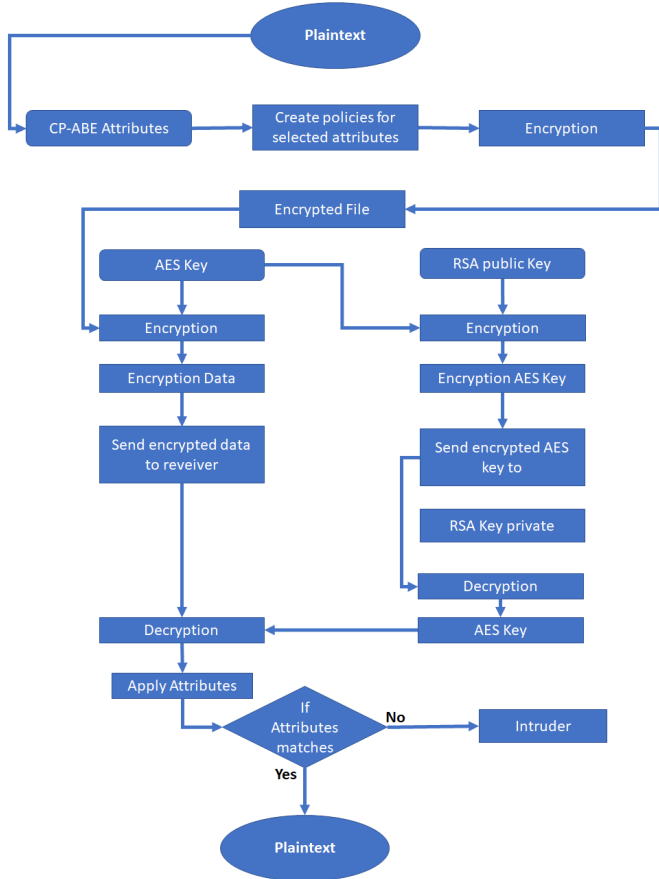 Plaintext
CP-ABE Attributes
Create policies for
selected attributes
Encryption
Encrypted File
AES Key
RSA public Key
Encryption
Encryption
Encryption Data
Encryption AES Key
Send encrypted data
to reveiver
Send encrypted AES
key to
RSA Key private
Decryption
Decryption
AES Key
Apply Attributes
If
Attributes
matches
No
Intruder
Yes
Plaintext